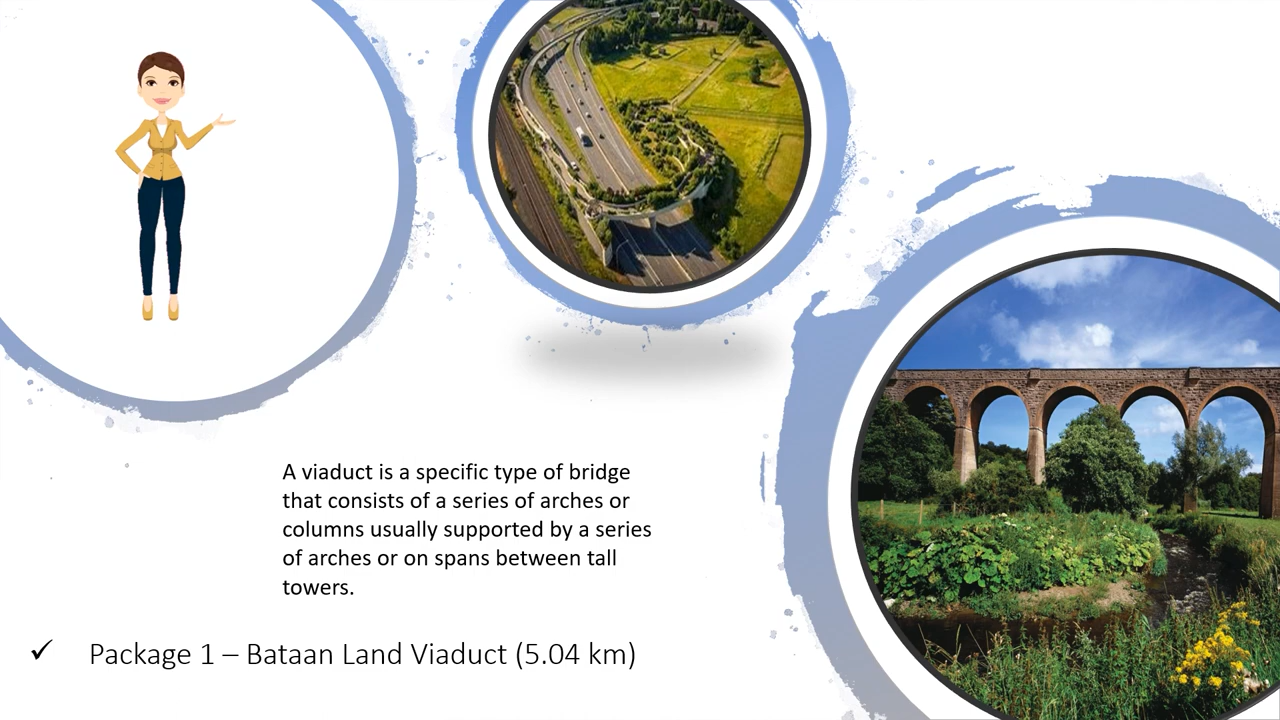 A viaduct is a specific type of bridge
that consists of a series of arches or
columns usually supported by a series
of arches or on spans between tall
towers.
✓ Package 1 – Bataan Land Viaduct (5.04 km)